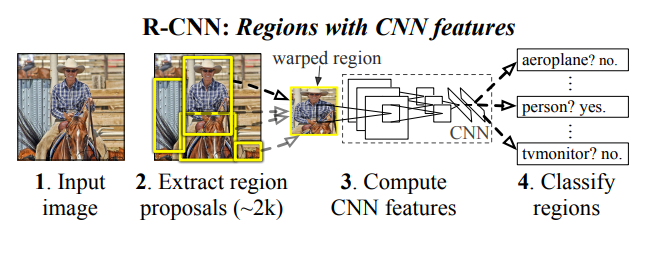 R-CNN: Regions with CNN features
warped region
aeroplane? no.
person? yes.
tvmonitor? no.
CNN
1. Input image
2. Extract region proposals (~2k)
3. Compute CNN features
4. Classify regions